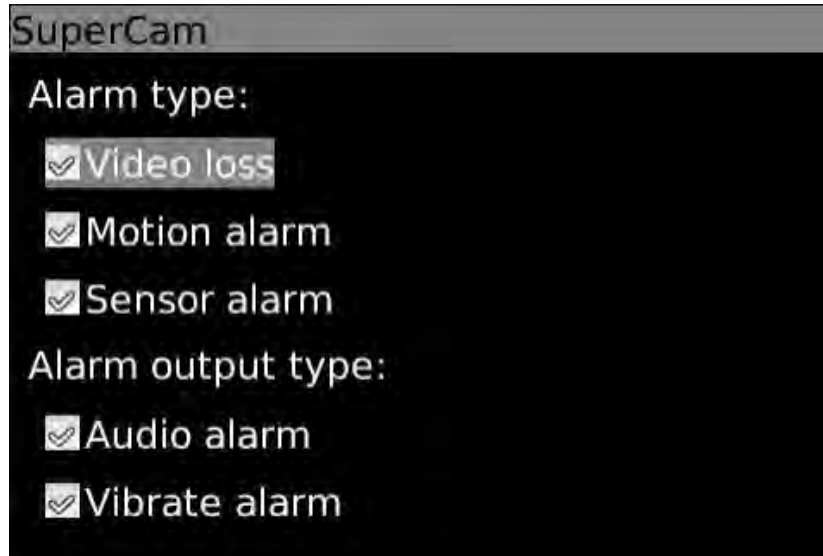 SuperCam
Alarm type:
Video loss
Motion alarm
Sensor alarm
Alarm output type:
Audio alarm
Vibrate alarm